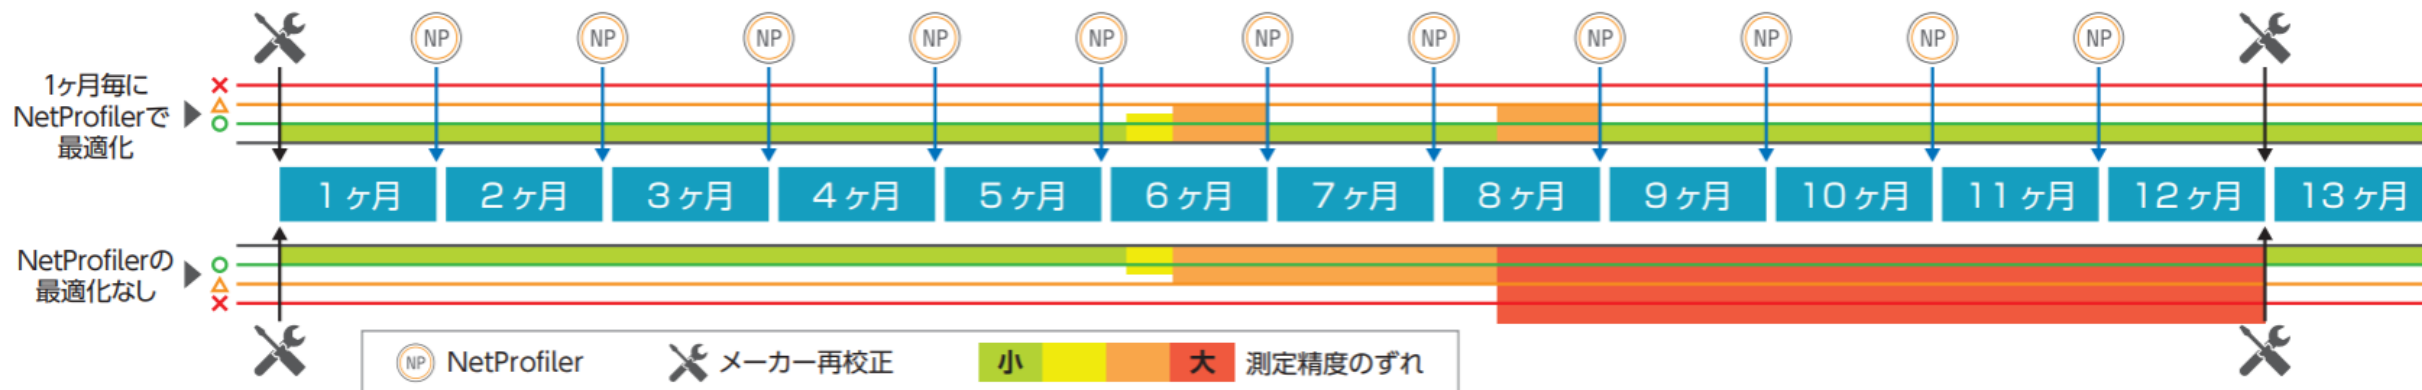 NP NP NP NP NP NP NP NP NP NP NP
1ヶ月毎に
NetProfilerで
最適化
1ヶ月 2ヶ月 3ヶ月 4ヶ月 5ヶ月 6ヶ月 7ヶ月 8ヶ月 9ヶ月 10ヶ月 11ヶ月 12ヶ月 13ヶ月
NetProfilerの
最適化なし
NP NetProfiler メーカー再校正 小 大 測定精度のずれ